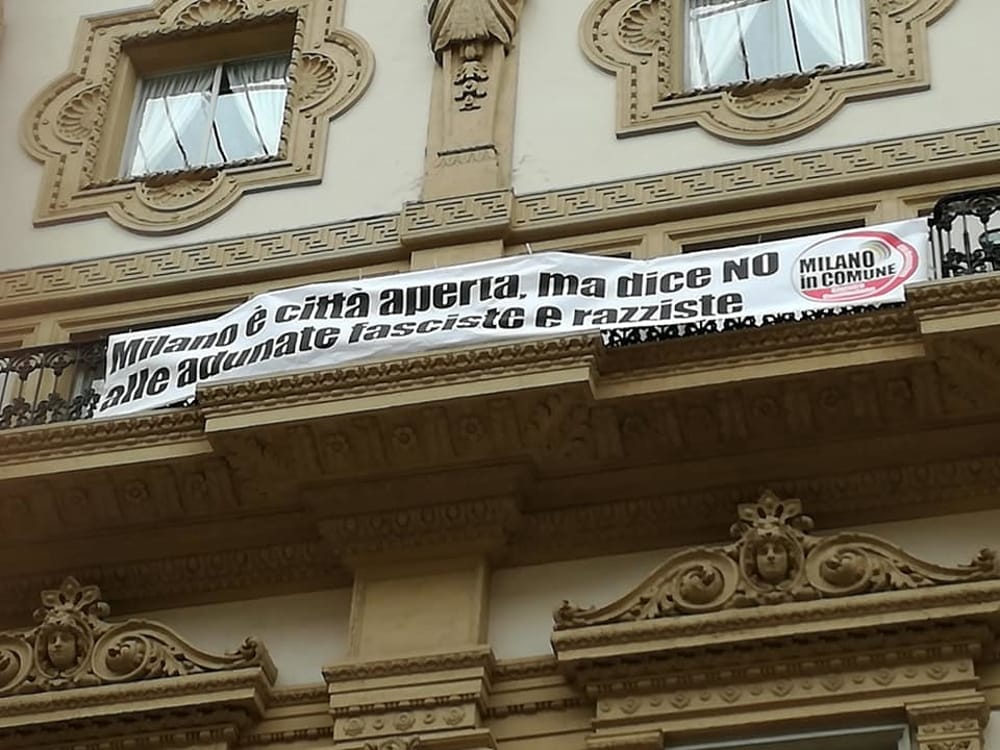 Milano è città aperta, ma dice NO
alle adunate fasciste e razziste
MILANO
in COMUNE